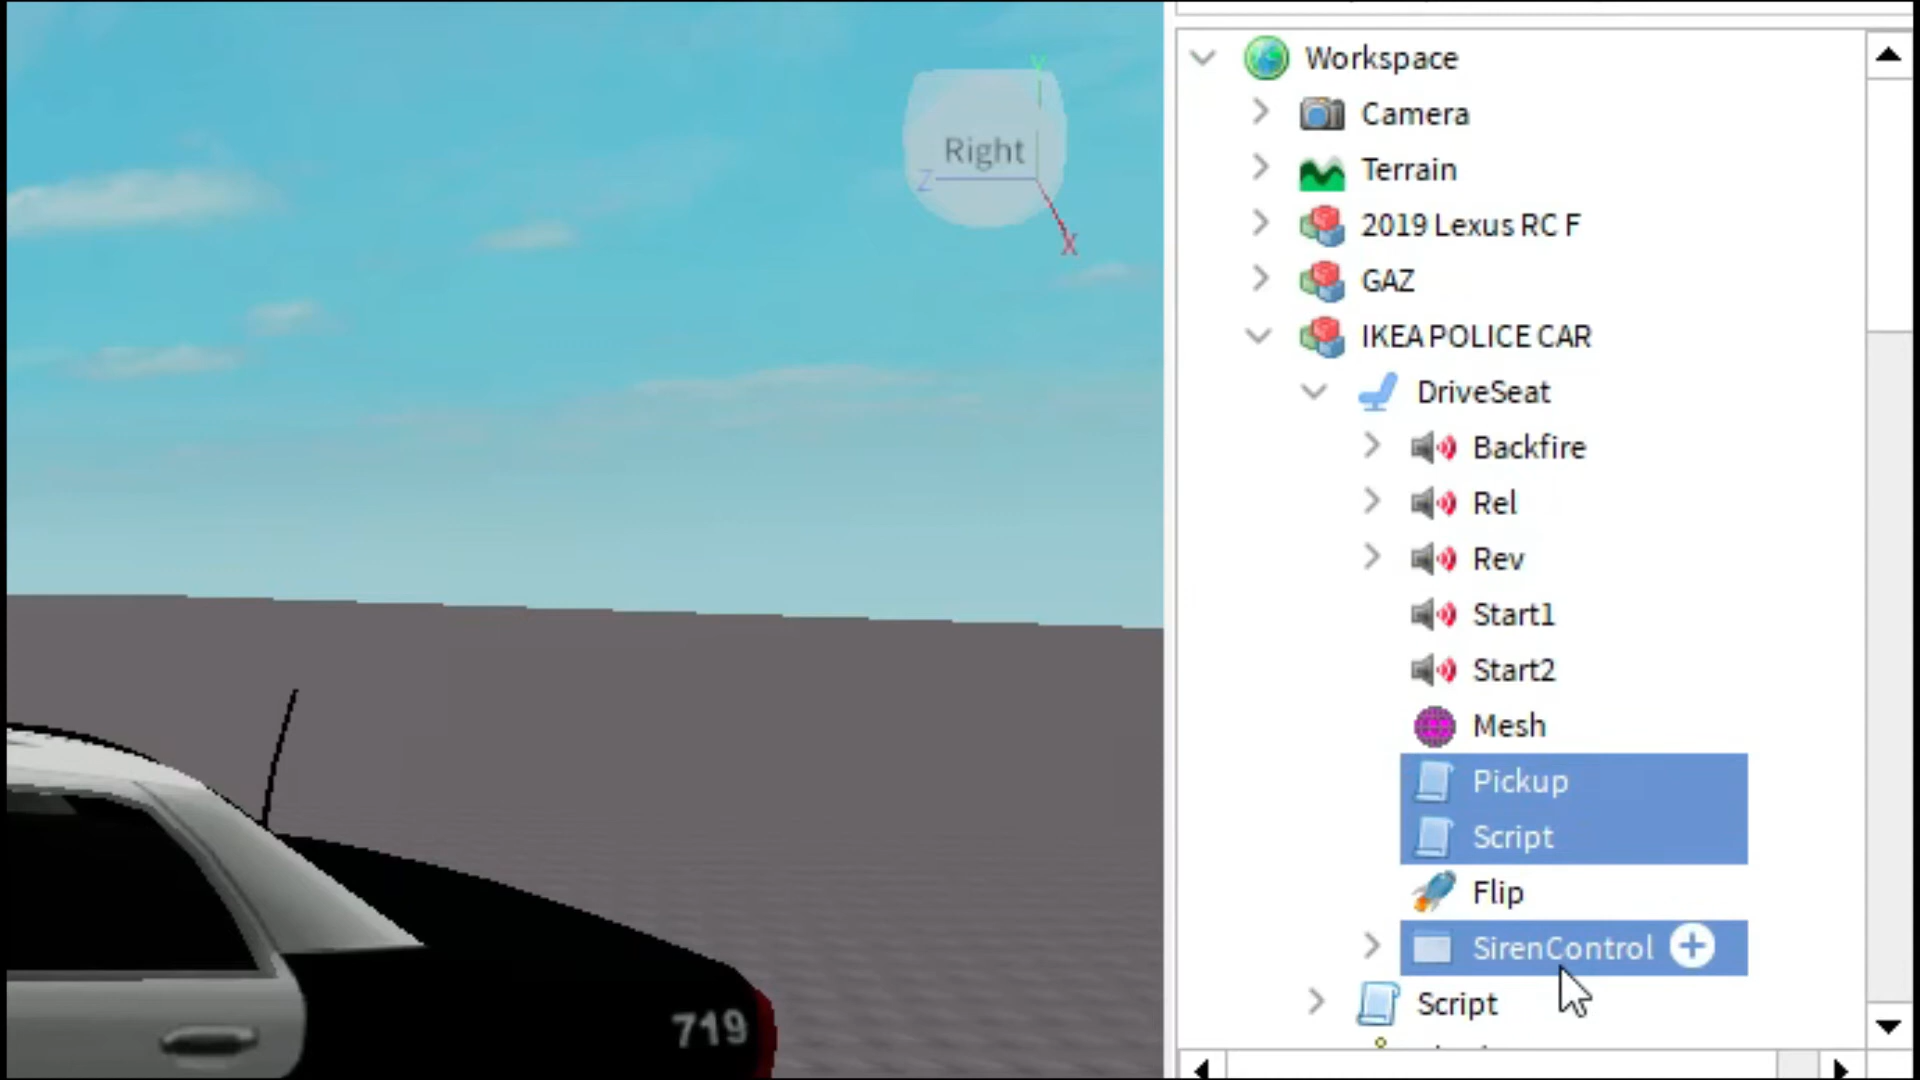 Y
Right
Z
X
719
Workspace
Camera
Terrain
2019 Lexus RC F
GAZ
IKEA POLICE CAR
DriveSeat
Backfire
Rel
Rev
Start1
Start2
Mesh
Pickup
Script
Flip
SirenControl
Script